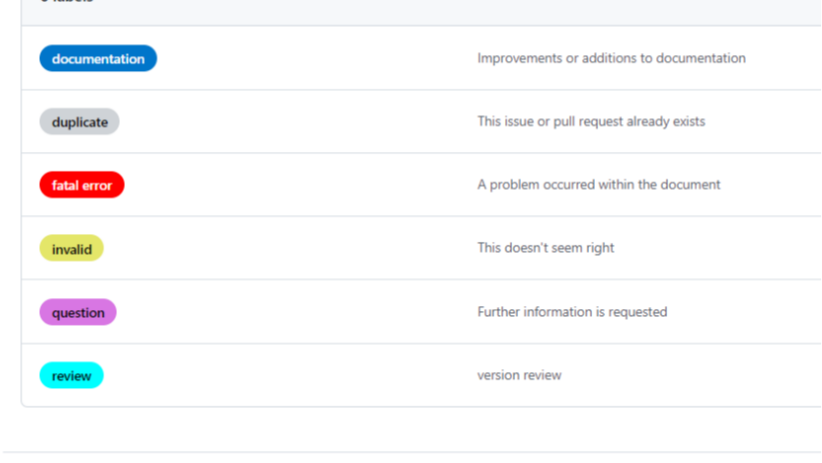 documentation Improvements or additions to documentation
duplicate This issue or pull request already exists
fatal error A problem occurred within the document
invalid This doesn't seem right
question Further information is requested
review version review